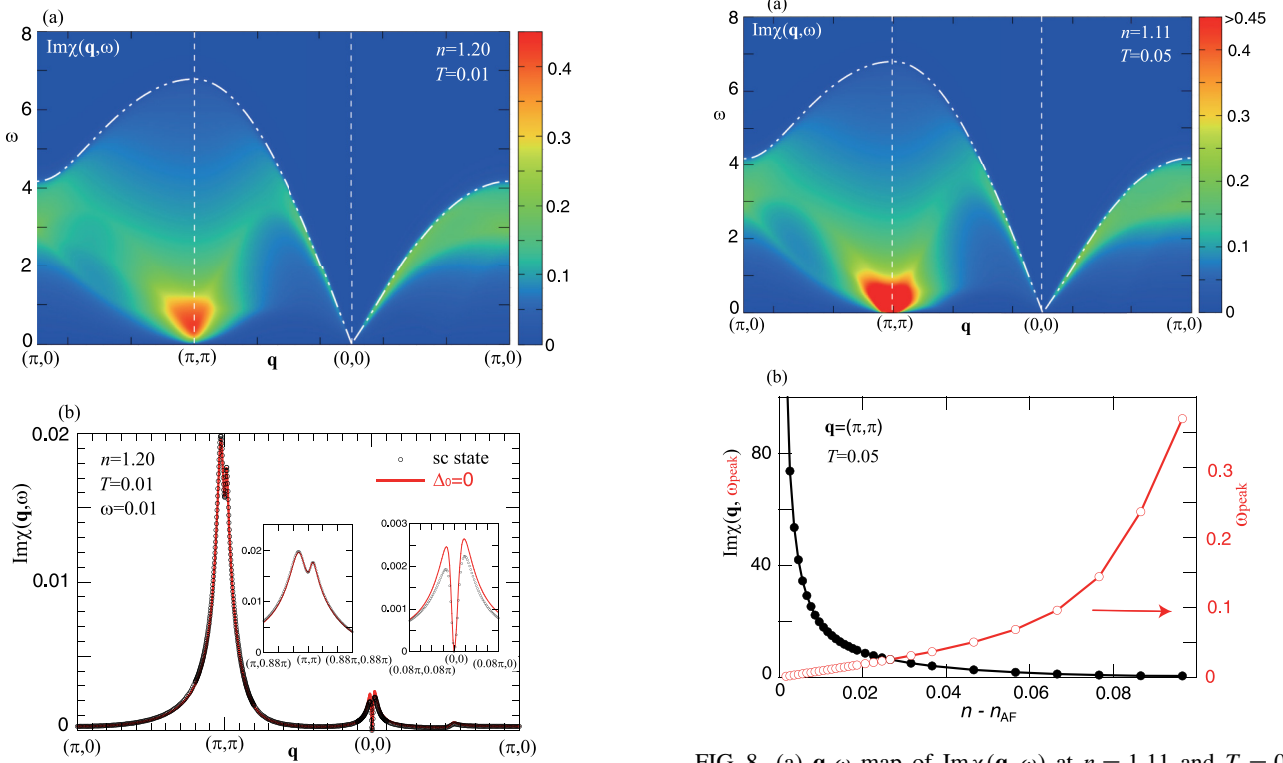 (a)
Imχ(q,ω)
n=1.20
T=0.01
8
6
ω
4
2
0
0.4
0.3
0.2
0.1
0
(π,0)
(π,π)
q
(0,0)
(π,0)
(b)
0.02
n=1.20
T=0.01
ω=0.01
sc state
Δ₀=0
Imχ(q,ω)
0.01
0
0.02
0.01
0
(π,0.88π)
(π,π)
(0.88π,0.88π)
0.003
0.002
0.001
0.000
(0.08π,0.08π)
(0,0)
(0.08π,0)
(π,0)
(π,π)
q
(0,0)
(π,0)
(a)
Imχ(q,ω)
n=1.11
T=0.05
8
6
ω
4
2
0
>0.45
0.4
0.3
0.2
0.1
0
(π,0)
(π,π)
q
(0,0)
(π,0)
(b)
q=(π,π)
T=0.05
Imχ(q, ωpeak)
80
40
0
0.3
0.2
0.1
0
ωpeak
0
0.02
0.04
0.06
0.08
n - nAF
FIG. 8. (a) q-ω map of Imχ(q, ω) at n = 1.11 and T = 0